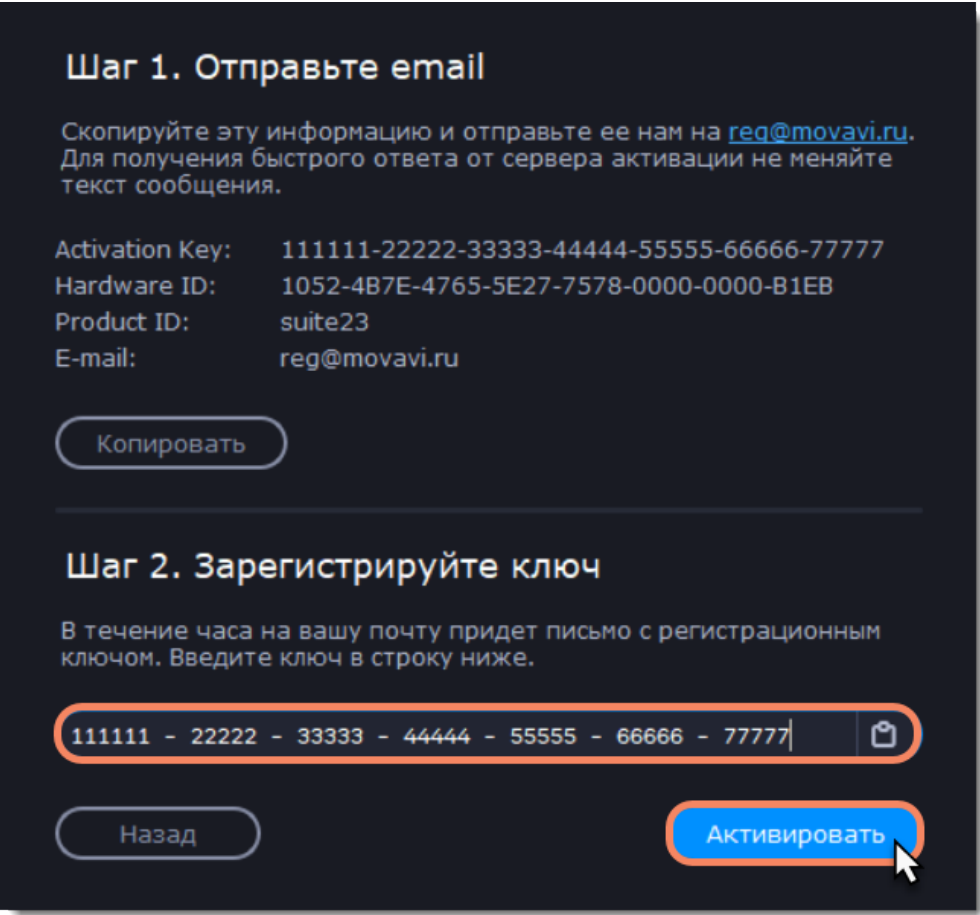 Шаг 1. Отправьте email
Скопируйте эту информацию и отправьте ее нам на reg@movavi.ru.
Для получения быстрого ответа от сервера активации не меняйте
текст сообщения.
Activation Key: 111111-22222-33333-44444-55555-66666-77777
Hardware ID: 1052-4B7E-4765-5E27-7578-0000-0000-B1EB
Product ID: suite23
E-mail: reg@movavi.ru
Копировать
Шаг 2. Зарегистрируйте ключ
В течение часа на вашу почту придет письмо с регистрационным
ключом. Введите ключ в строку ниже.
111111 - 22222 - 33333 - 44444 - 55555 - 66666 - 77777
Назад Активировать